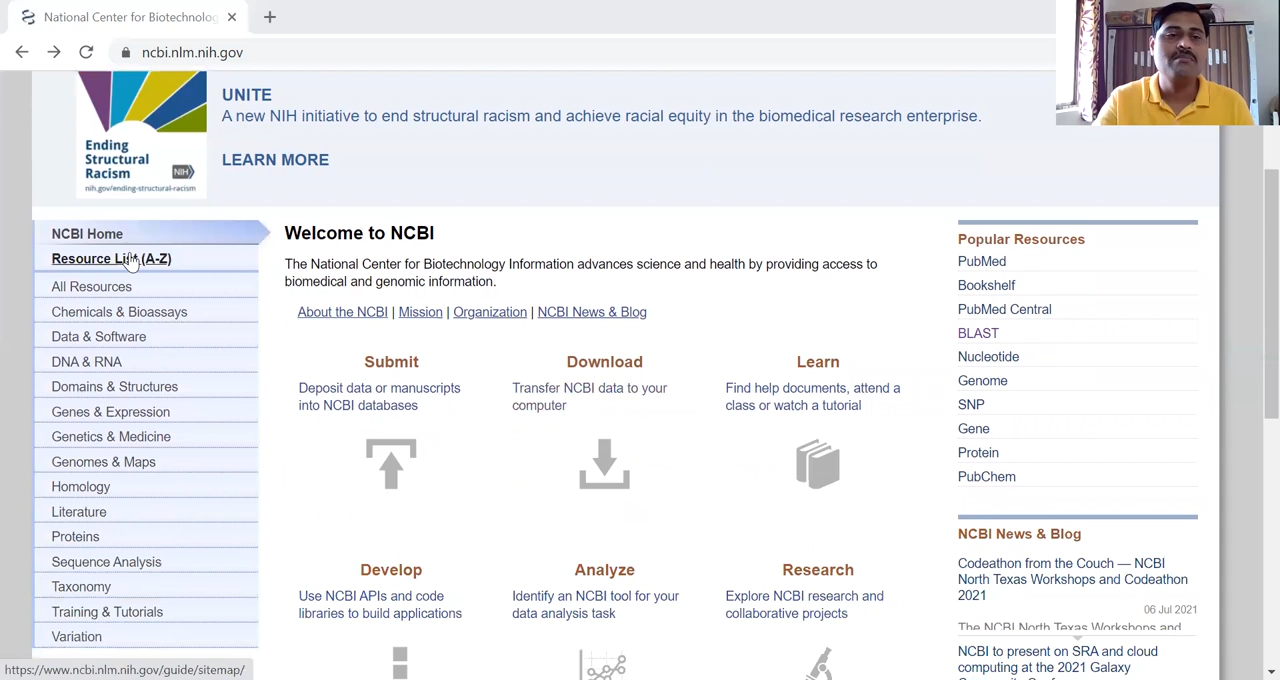 National Center for Biotechnolog
ncbi.nlm.nih.gov
UNITE
A new NIH initiative to end structural racism and achieve racial equity in the biomedical research enterprise.
LEARN MORE
Ending
Structural
Racism
NIH
nih.gov/ending-structural-racism
NCBI Home
Resource List (A-Z)
All Resources
Chemicals & Bioassays
Data & Software
DNA & RNA
Domains & Structures
Genes & Expression
Genetics & Medicine
Genomes & Maps
Homology
Literature
Proteins
Sequence Analysis
Taxonomy
Training & Tutorials
Variation
Welcome to NCBI
The National Center for Biotechnology Information advances science and health by providing access to
biomedical and genomic information.
About the NCBI | Mission | Organization | NCBI News & Blog
Submit
Deposit data or manuscripts
into NCBI databases
Download
Transfer NCBI data to your
computer
Learn
Find help documents, attend a
class or watch a tutorial
Develop
Use NCBI APIs and code
libraries to build applications
Analyze
Identify an NCBI tool for your
data analysis task
Research
Explore NCBI research and
collaborative projects
Popular Resources
PubMed
Bookshelf
PubMed Central
BLAST
Nucleotide
Genome
SNP
Gene
Protein
PubChem
NCBI News & Blog
Codeathon from the Couch — NCBI
North Texas Workshops and Codeathon
2021
06 Jul 2021
The NCBI North Texas Workshops and
NCBI to present on SRA and cloud
computing at the 2021 Galaxy
https://www.ncbi.nlm.nih.gov/guide/sitemap/